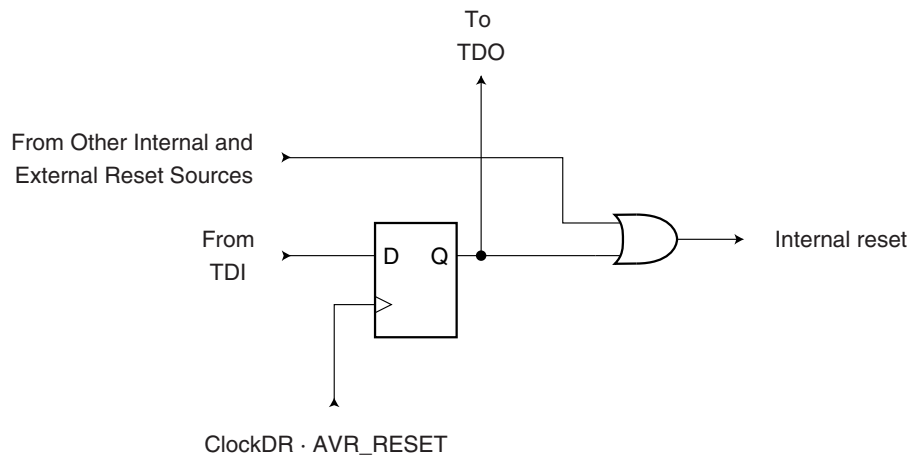 To
TDO
From Other Internal and
External Reset Sources
From
TDI
D Q
Internal reset
ClockDR · AVR_RESET